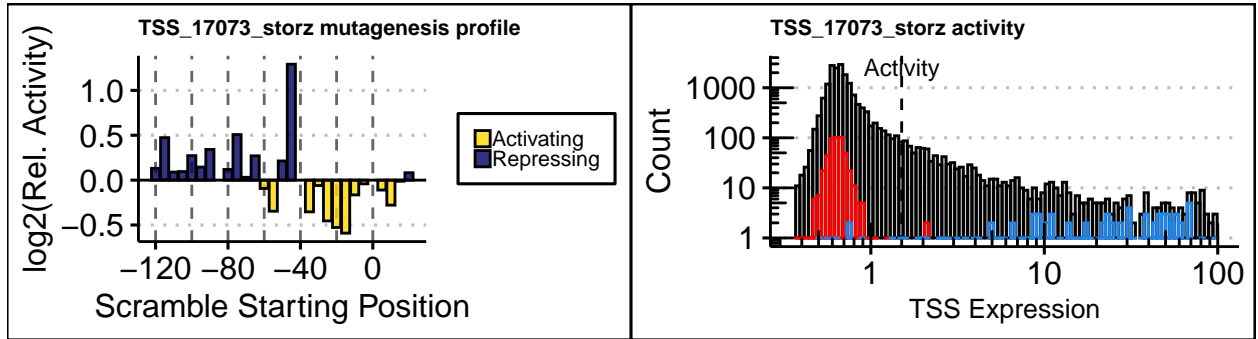 TSS_17073_storz mutagenesis profile
log2(Rel. Activity)
1.0
0.5
0.0
−0.5
−120 −80 −40 0
Scramble Starting Position
Activating
Repressing
TSS_17073_storz activity
Activity
Count
1000
100
10
1
1 10 100
TSS Expression